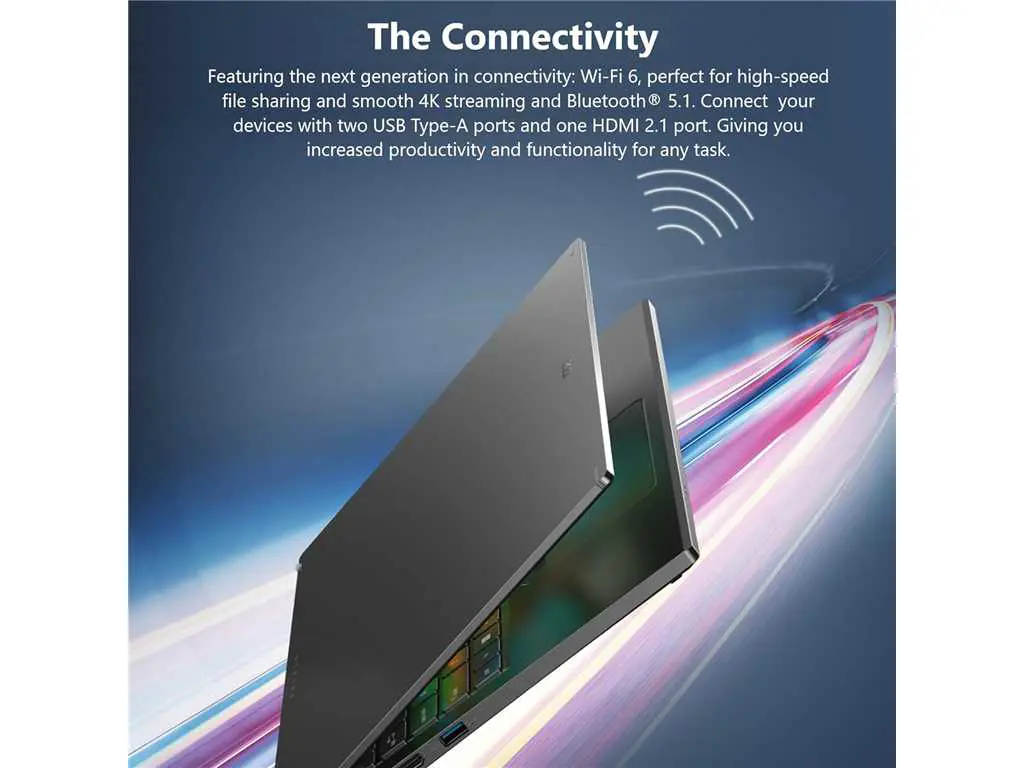 The Connectivity
Featuring the next generation in connectivity: Wi-Fi 6, perfect for high-speed
file sharing and smooth 4K streaming and Bluetooth® 5.1. Connect your
devices with two USB Type-A ports and one HDMI 2.1 port. Giving you
increased productivity and functionality for any task.